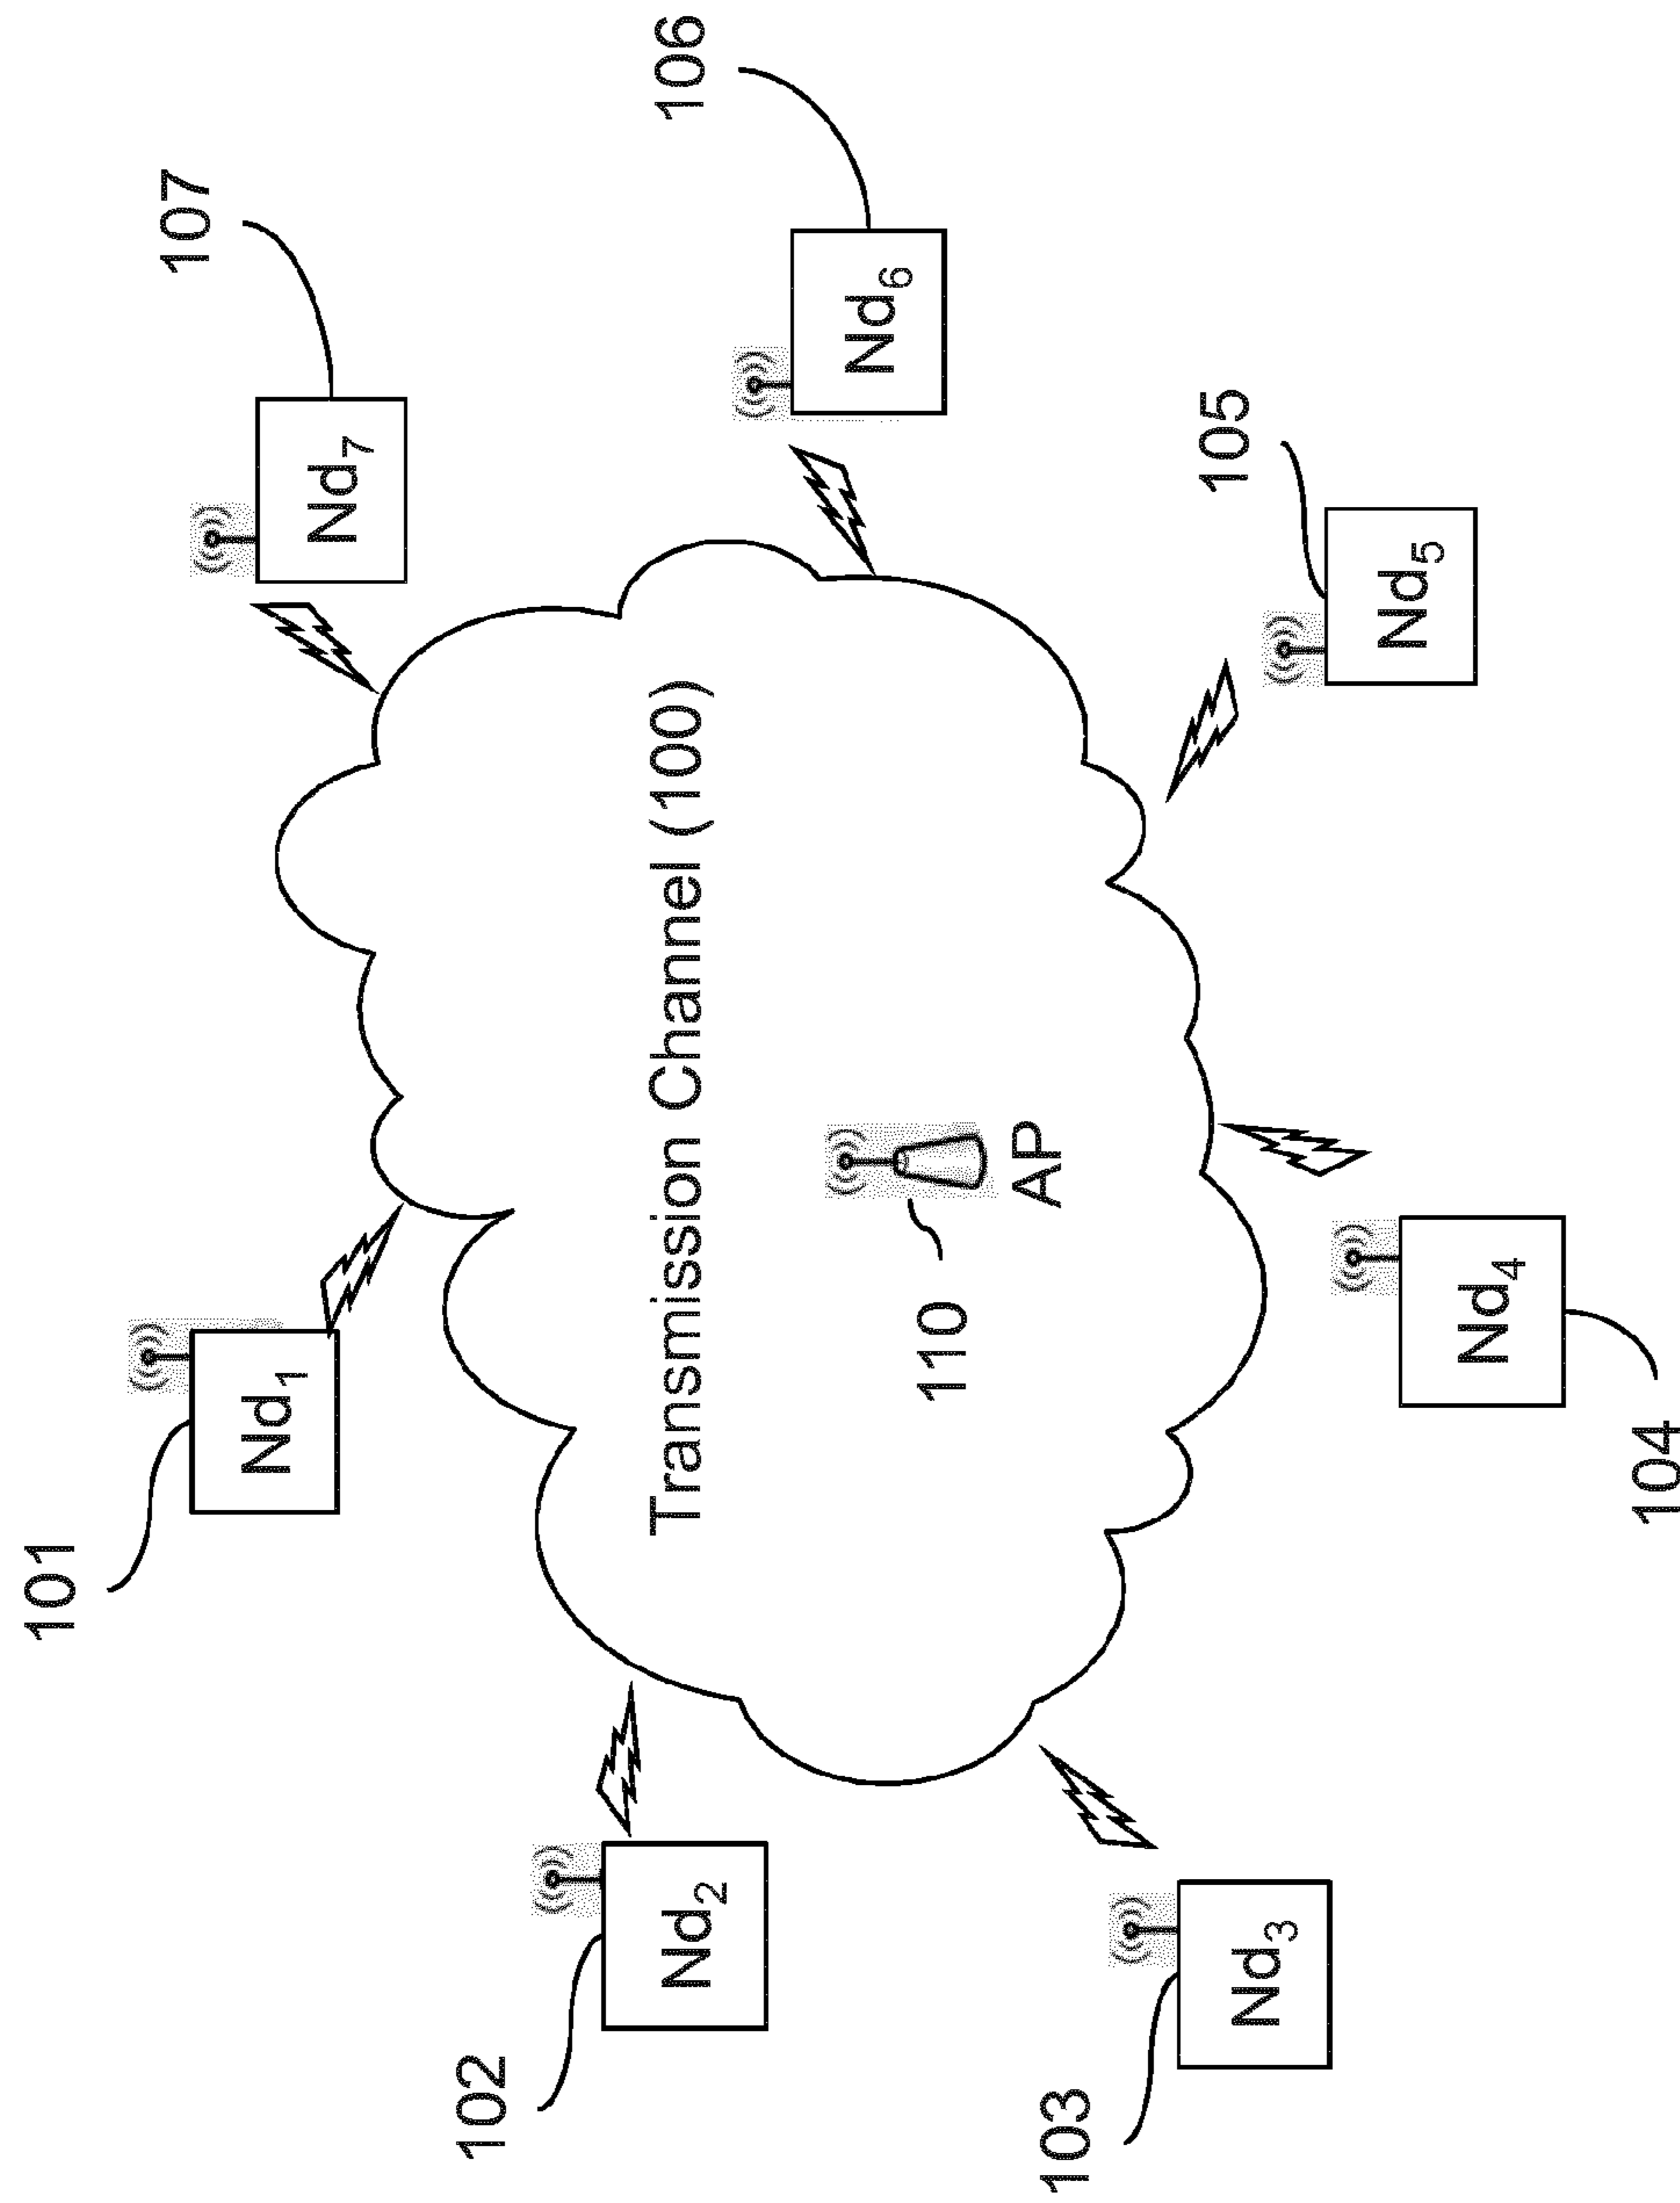 101
107
Nd₁
Nd₇
102
Transmission Channel (100)
106
Nd₂
Nd₆
110
AP
103
105
Nd₃
Nd₅
Nd₄
104